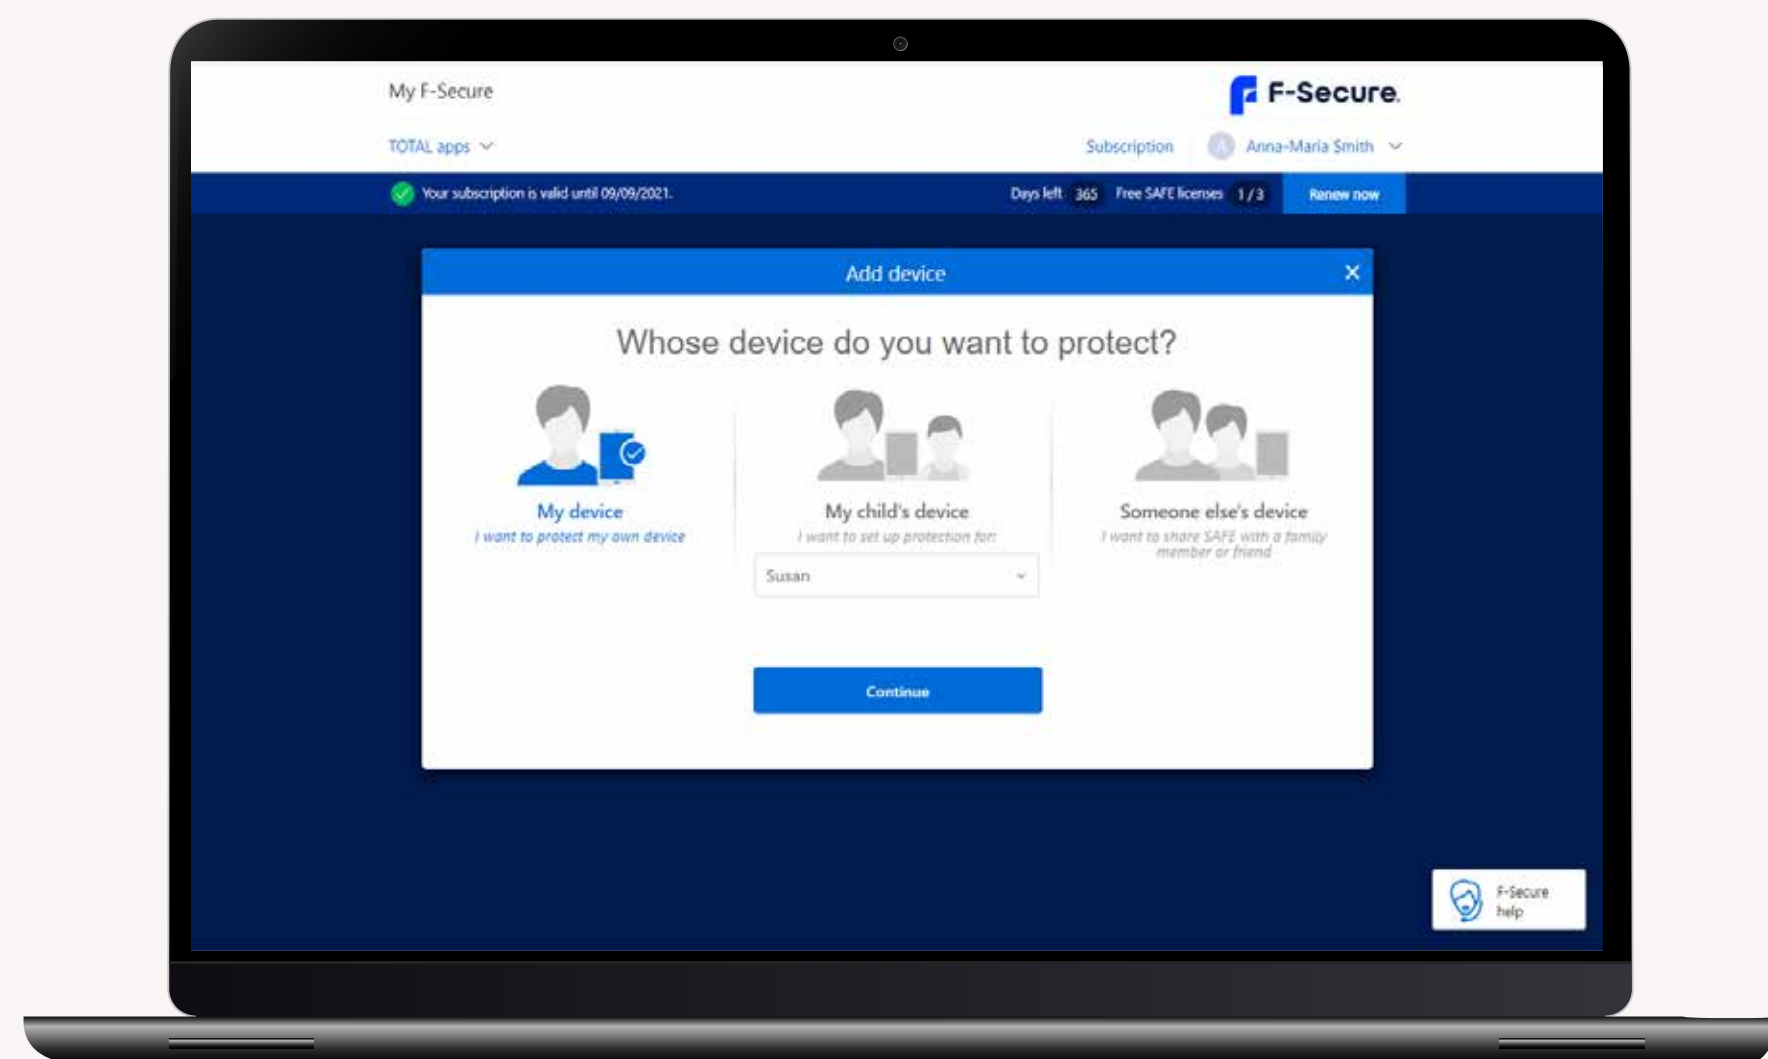 My F-Secure
F-Secure.
TOTAL apps
Subscription
Anna-Maria Smith
Your subscription is valid until 09/09/2021.
Days left 365 Free SAFE licenses 1 / 3 Renew now
Add device
Whose device do you want to protect?
My device
I want to protect my own device
My child's device
I want to set up protection for:
Susan
Someone else's device
I want to share SAFE with a family
member or friend
Continue
F-Secure
help